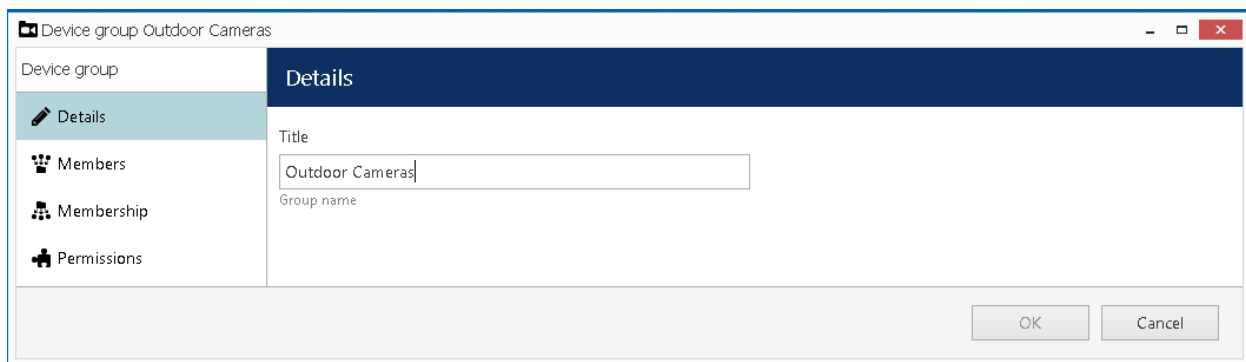 Device group Outdoor Cameras
Device group
Details
Members
Membership
Permissions
Details
Title
Outdoor Cameras
Group name
OK
Cancel